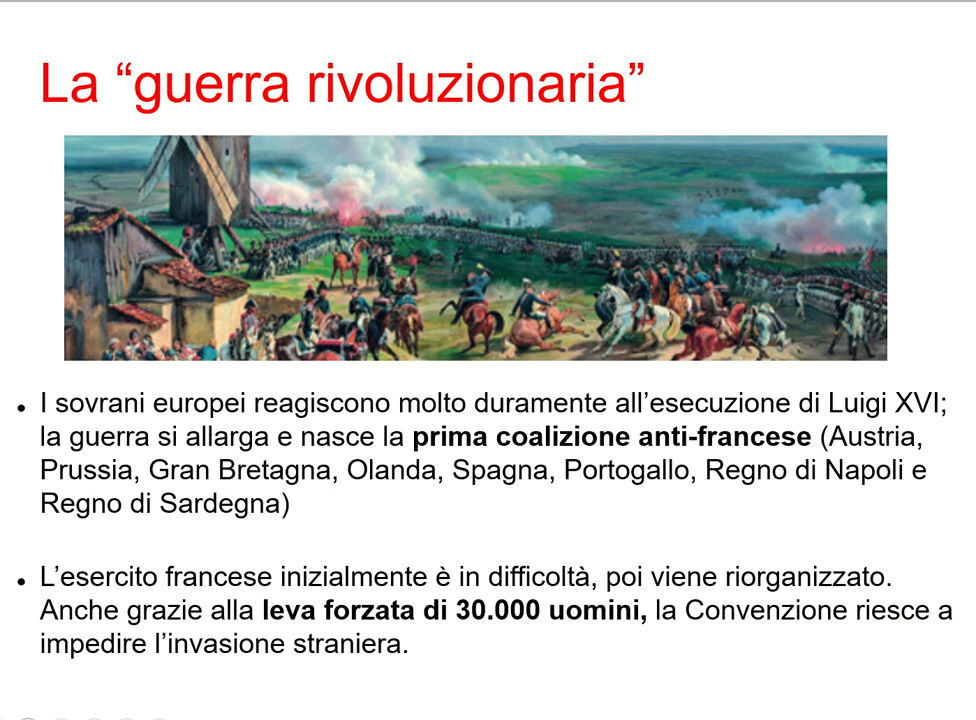 La “guerra rivoluzionaria”
• I sovrani europei reagiscono molto duramente all’esecuzione di Luigi XVI;
la guerra si allarga e nasce la prima coalizione anti-francese (Austria,
Prussia, Gran Bretagna, Olanda, Spagna, Portogallo, Regno di Napoli e
Regno di Sardegna)
• L’esercito francese inizialmente è in difficoltà, poi viene riorganizzato.
Anche grazie alla leva forzata di 30.000 uomini, la Convenzione riesce a
impedire l’invasione straniera.